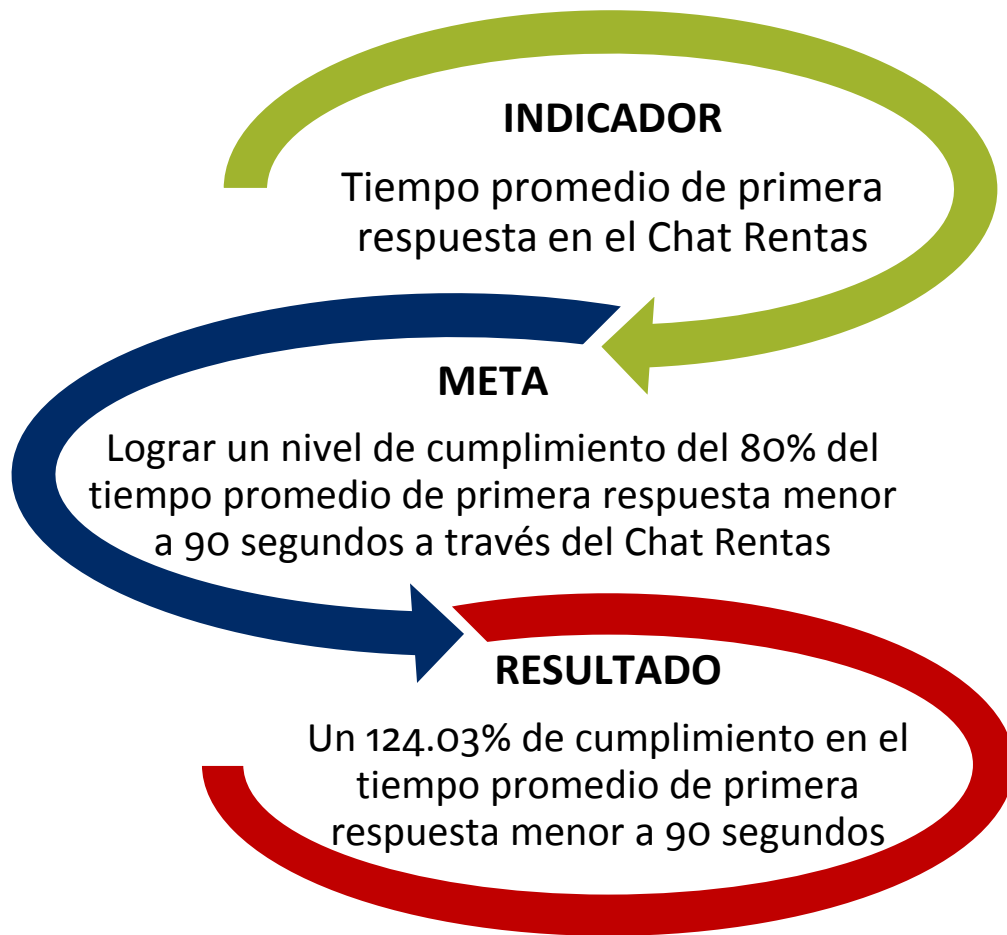 INDICADOR
Tiempo promedio de primera
respuesta en el Chat Rentas
META
Lograr un nivel de cumplimiento del 80% del
tiempo promedio de primera respuesta menor
a 90 segundos a través del Chat Rentas
RESULTADO
Un 124.03% de cumplimiento en el
tiempo promedio de primera
respuesta menor a 90 segundos